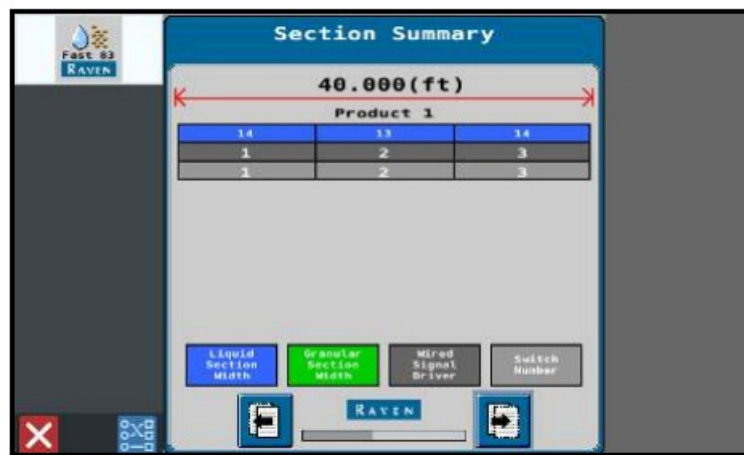 Section Summary
Fast 83
RAVEN
40.000(ft)
Product 1
14 13 14
1 2 3
1 2 3
Liquid Section Width
Granular Section Width
Wired Signal Driver
Switch Number
RAVEN